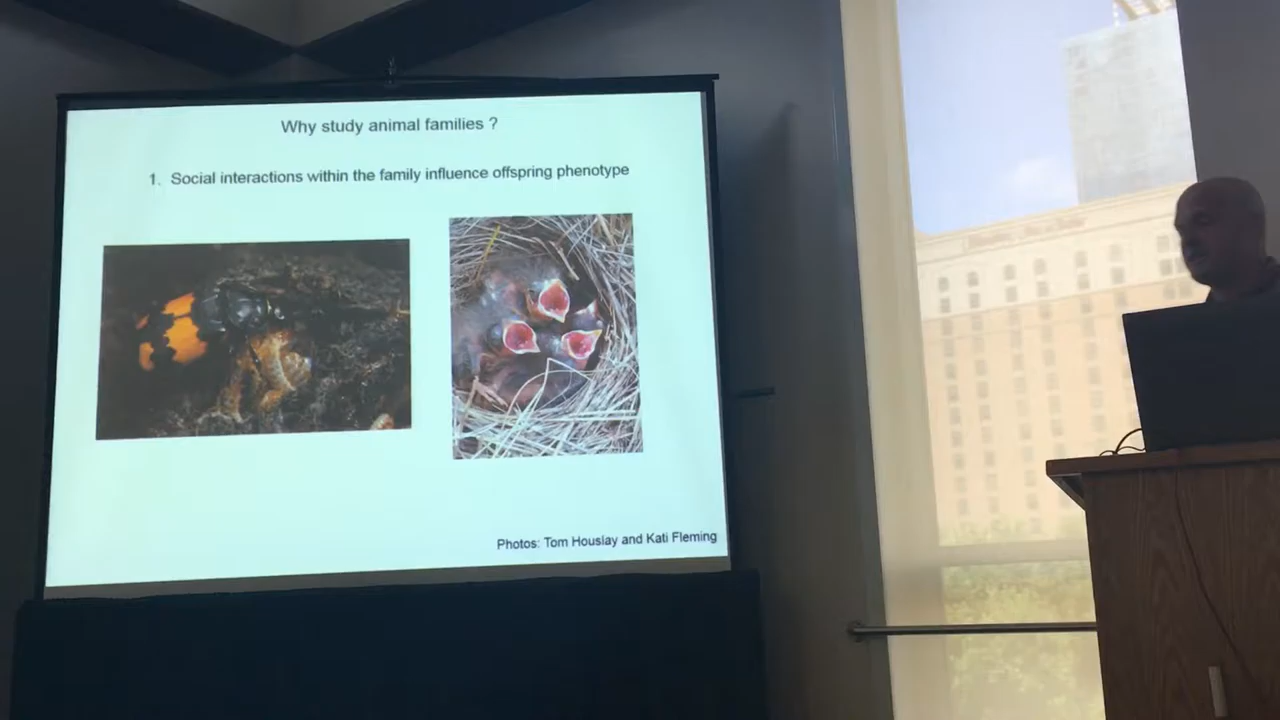 Why study animal families ?
1. Social interactions within the family influence offspring phenotype
Photos: Tom Houslay and Kati Fleming